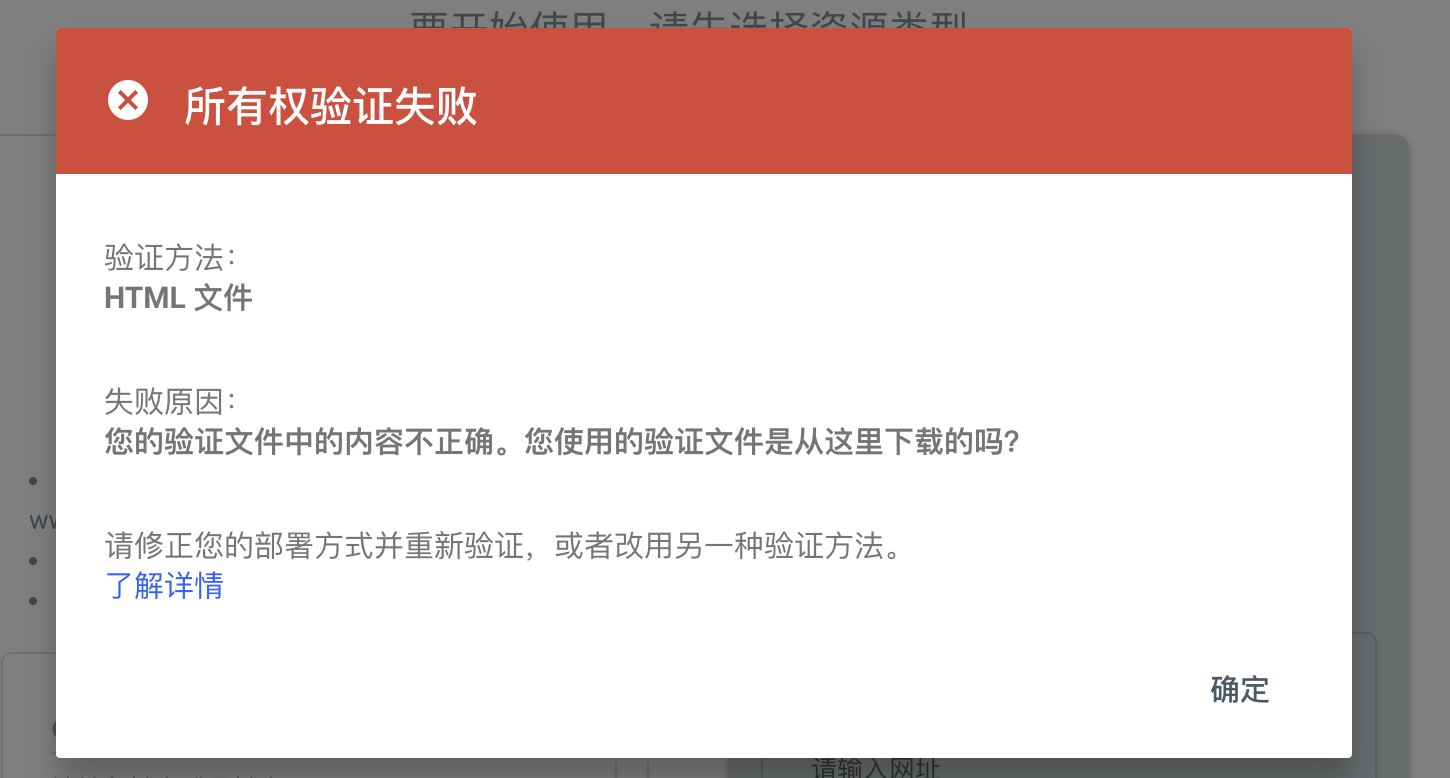 要开始使用，请先选择资源类型
所有权验证失败
验证方法：
HTML 文件
失败原因：
您的验证文件中的内容不正确。您使用的验证文件是从这里下载的吗？
请修正您的部署方式并重新验证，或者改用另一种验证方法。
了解详情
确定
请输入网址